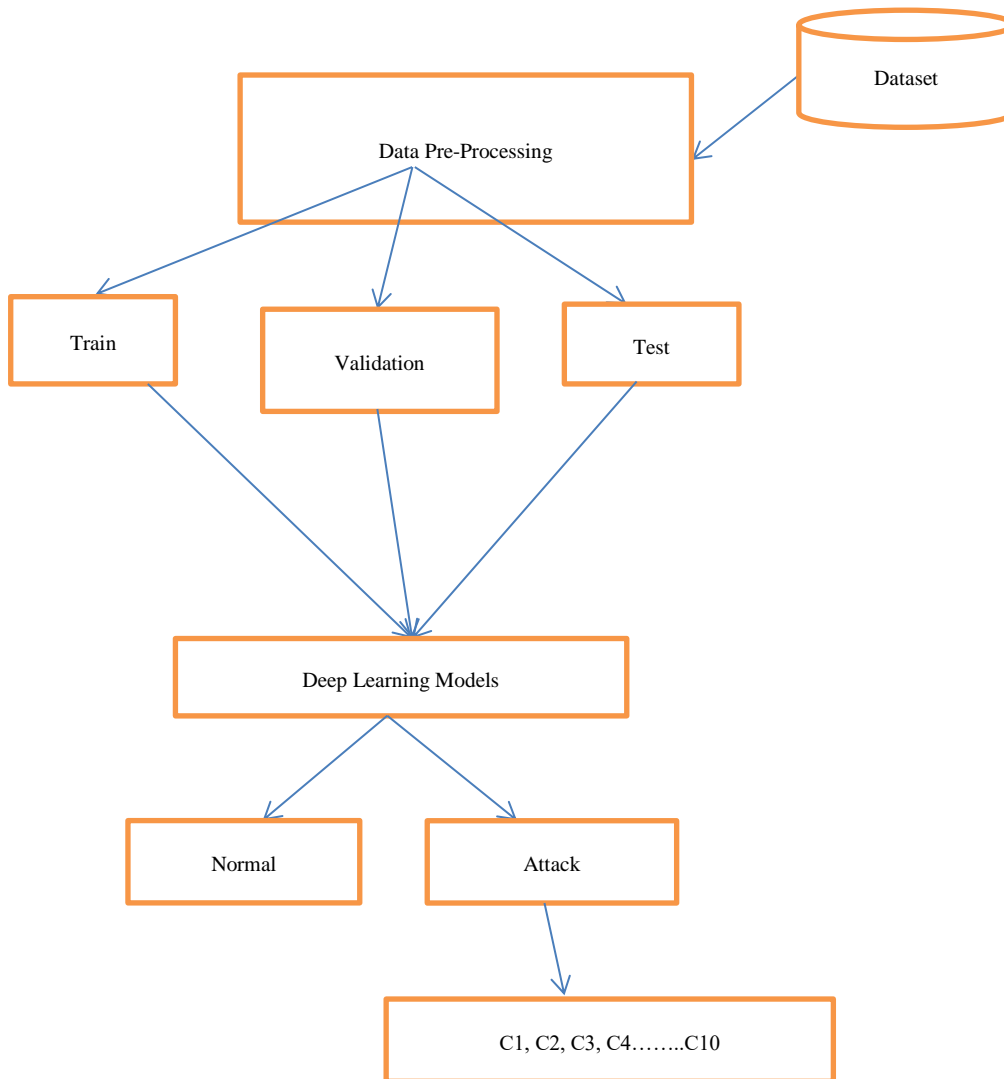 Dataset
Data Pre-Processing
Train
Validation
Test
Deep Learning Models
Normal
Attack
C1, C2, C3, C4……..C10